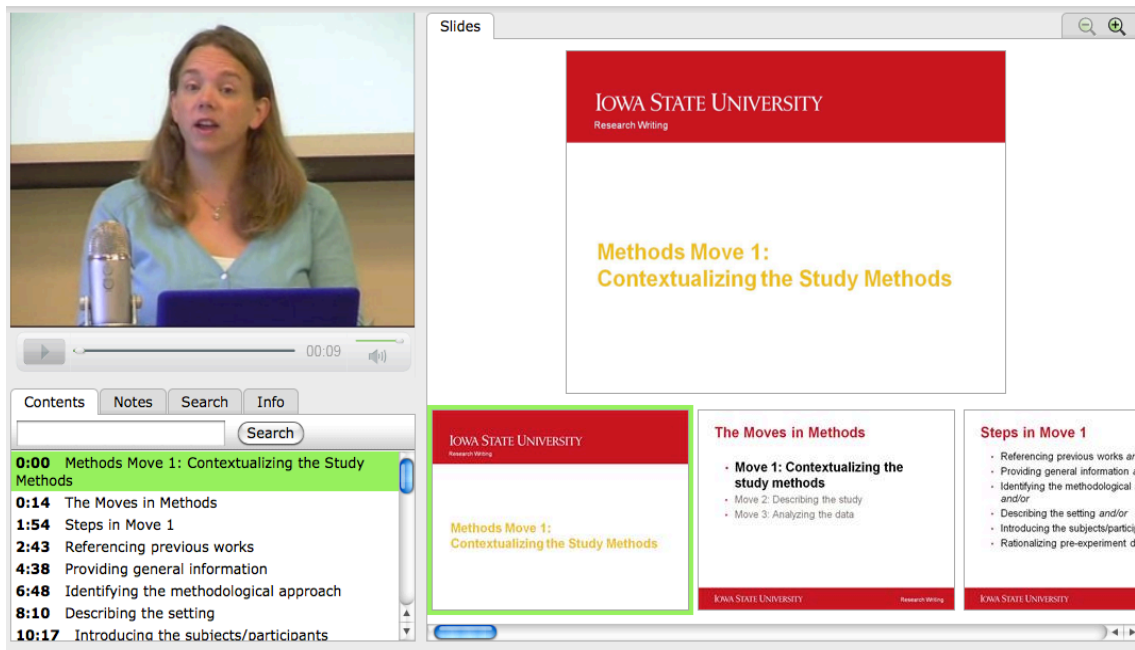 Slides
IOWA STATE UNIVERSITY
Research Writing
Methods Move 1:
Contextualizing the Study Methods
00:09
Contents Notes Search Info
Search
0:00 Methods Move 1: Contextualizing the Study
Methods
0:14 The Moves in Methods
1:54 Steps in Move 1
2:43 Referencing previous works
4:38 Providing general information
6:48 Identifying the methodological approach
8:10 Describing the setting
10:17 Introducing the subjects/participants
IOWA STATE UNIVERSITY
Research Writing
Methods Move 1:
Contextualizing the Study Methods
The Moves in Methods
• Move 1: Contextualizing the
study methods
• Move 2: Describing the study
• Move 3: Analyzing the data
IOWA STATE UNIVERSITY Research Writing
Steps in Move 1
• Referencing previous works
• Providing general information
• Identifying the methodological
and/or
• Describing the setting and/or
• Introducing the
• Rationalizing pre-experiment
IOWA STATE UNIVERSITY